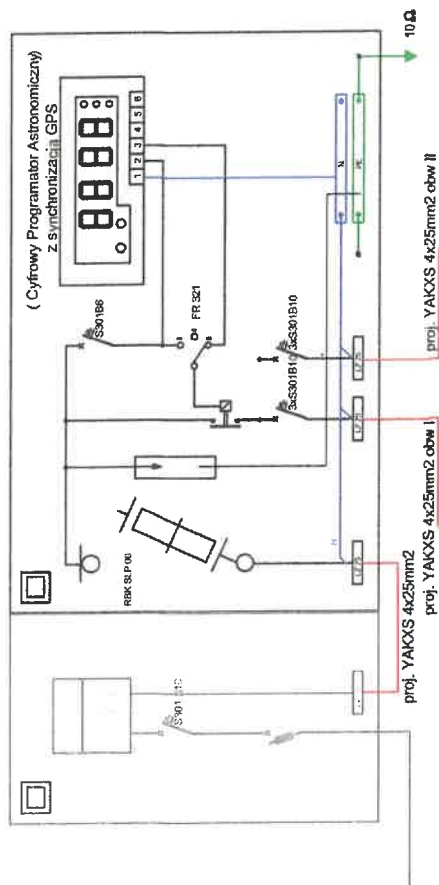 ( Cyfrowy Programator Astronomiczny)
z synchronizacja GPS
1 2 3 4 5 6
S301B6
FR 321
3xS301B10
3xS301B10
RBK SLP 00
N
PE
N
10Ω
proj. YAKXS 4x25mm2
proj. YAKXS 4x25mm2 obw I
proj. YAKXS 4x25mm2 obw II